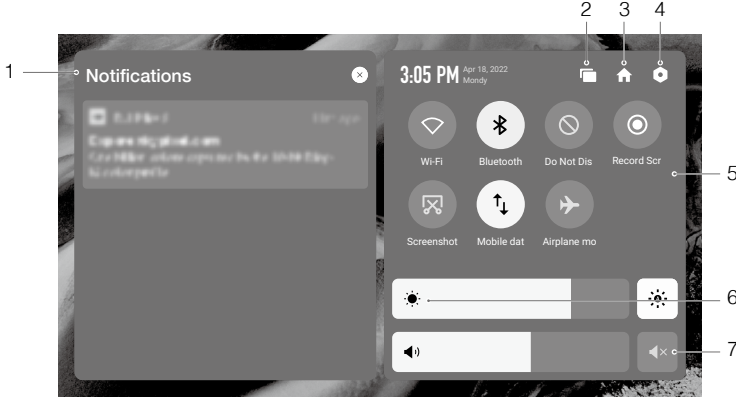 2
3
4
1
Notifications
3:05 PM
Apr 18, 2022
Mondy
Wi-Fi
Bluetooth
Do Not Dis
Record Scr
5
Screenshot
Mobile dat
Airplane mo
6
7